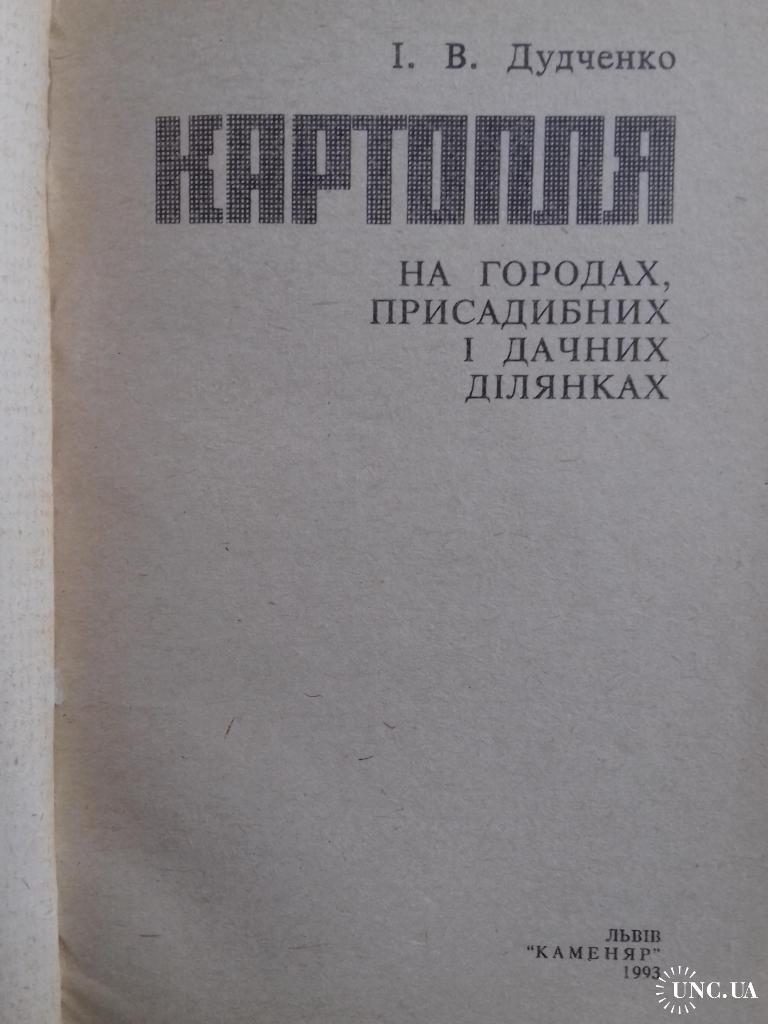 І. В. Дудченко
КАРТОПЛЯ
НА ГОРОДАХ,
ПРИСАДИБНИХ
І ДАЧНИХ
ДІЛЯНКАХ
ЛЬВІВ
"КАМЕНЯР"
1993
UNC.UA